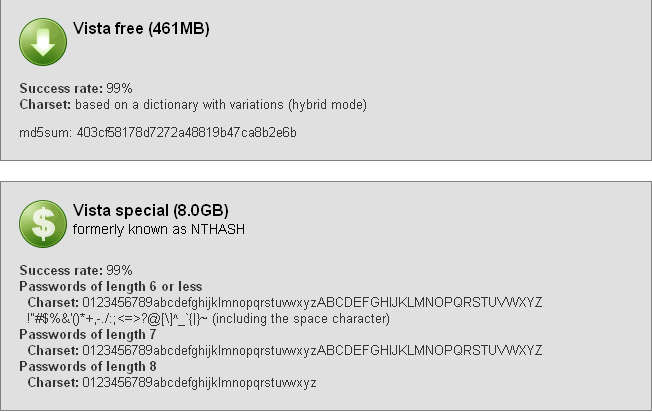 Vista free (461MB)
Success rate: 99%
Charset: based on a dictionary with variations (hybrid mode)
md5sum: 403cf58178d7272a48819b47ca8b2e6b
$
Vista special (8.0GB)
formerly known as NTHASH
Success rate: 99%
Passwords of length 6 or less
Charset: 0123456789abcdefghijklmnopqrstuvwxyzABCDEFGHIJKLMNOPQRSTUVWXYZ
!"#$%&'()*+,-./:;<=>?@[\]^_`{|}~ (including the space character)
Passwords of length 7
Charset: 0123456789abcdefghijklmnopqrstuvwxyzABCDEFGHIJKLMNOPQRSTUVWXYZ
Passwords of length 8
Charset: 0123456789abcdefghijklmnopqrstuvwxyz